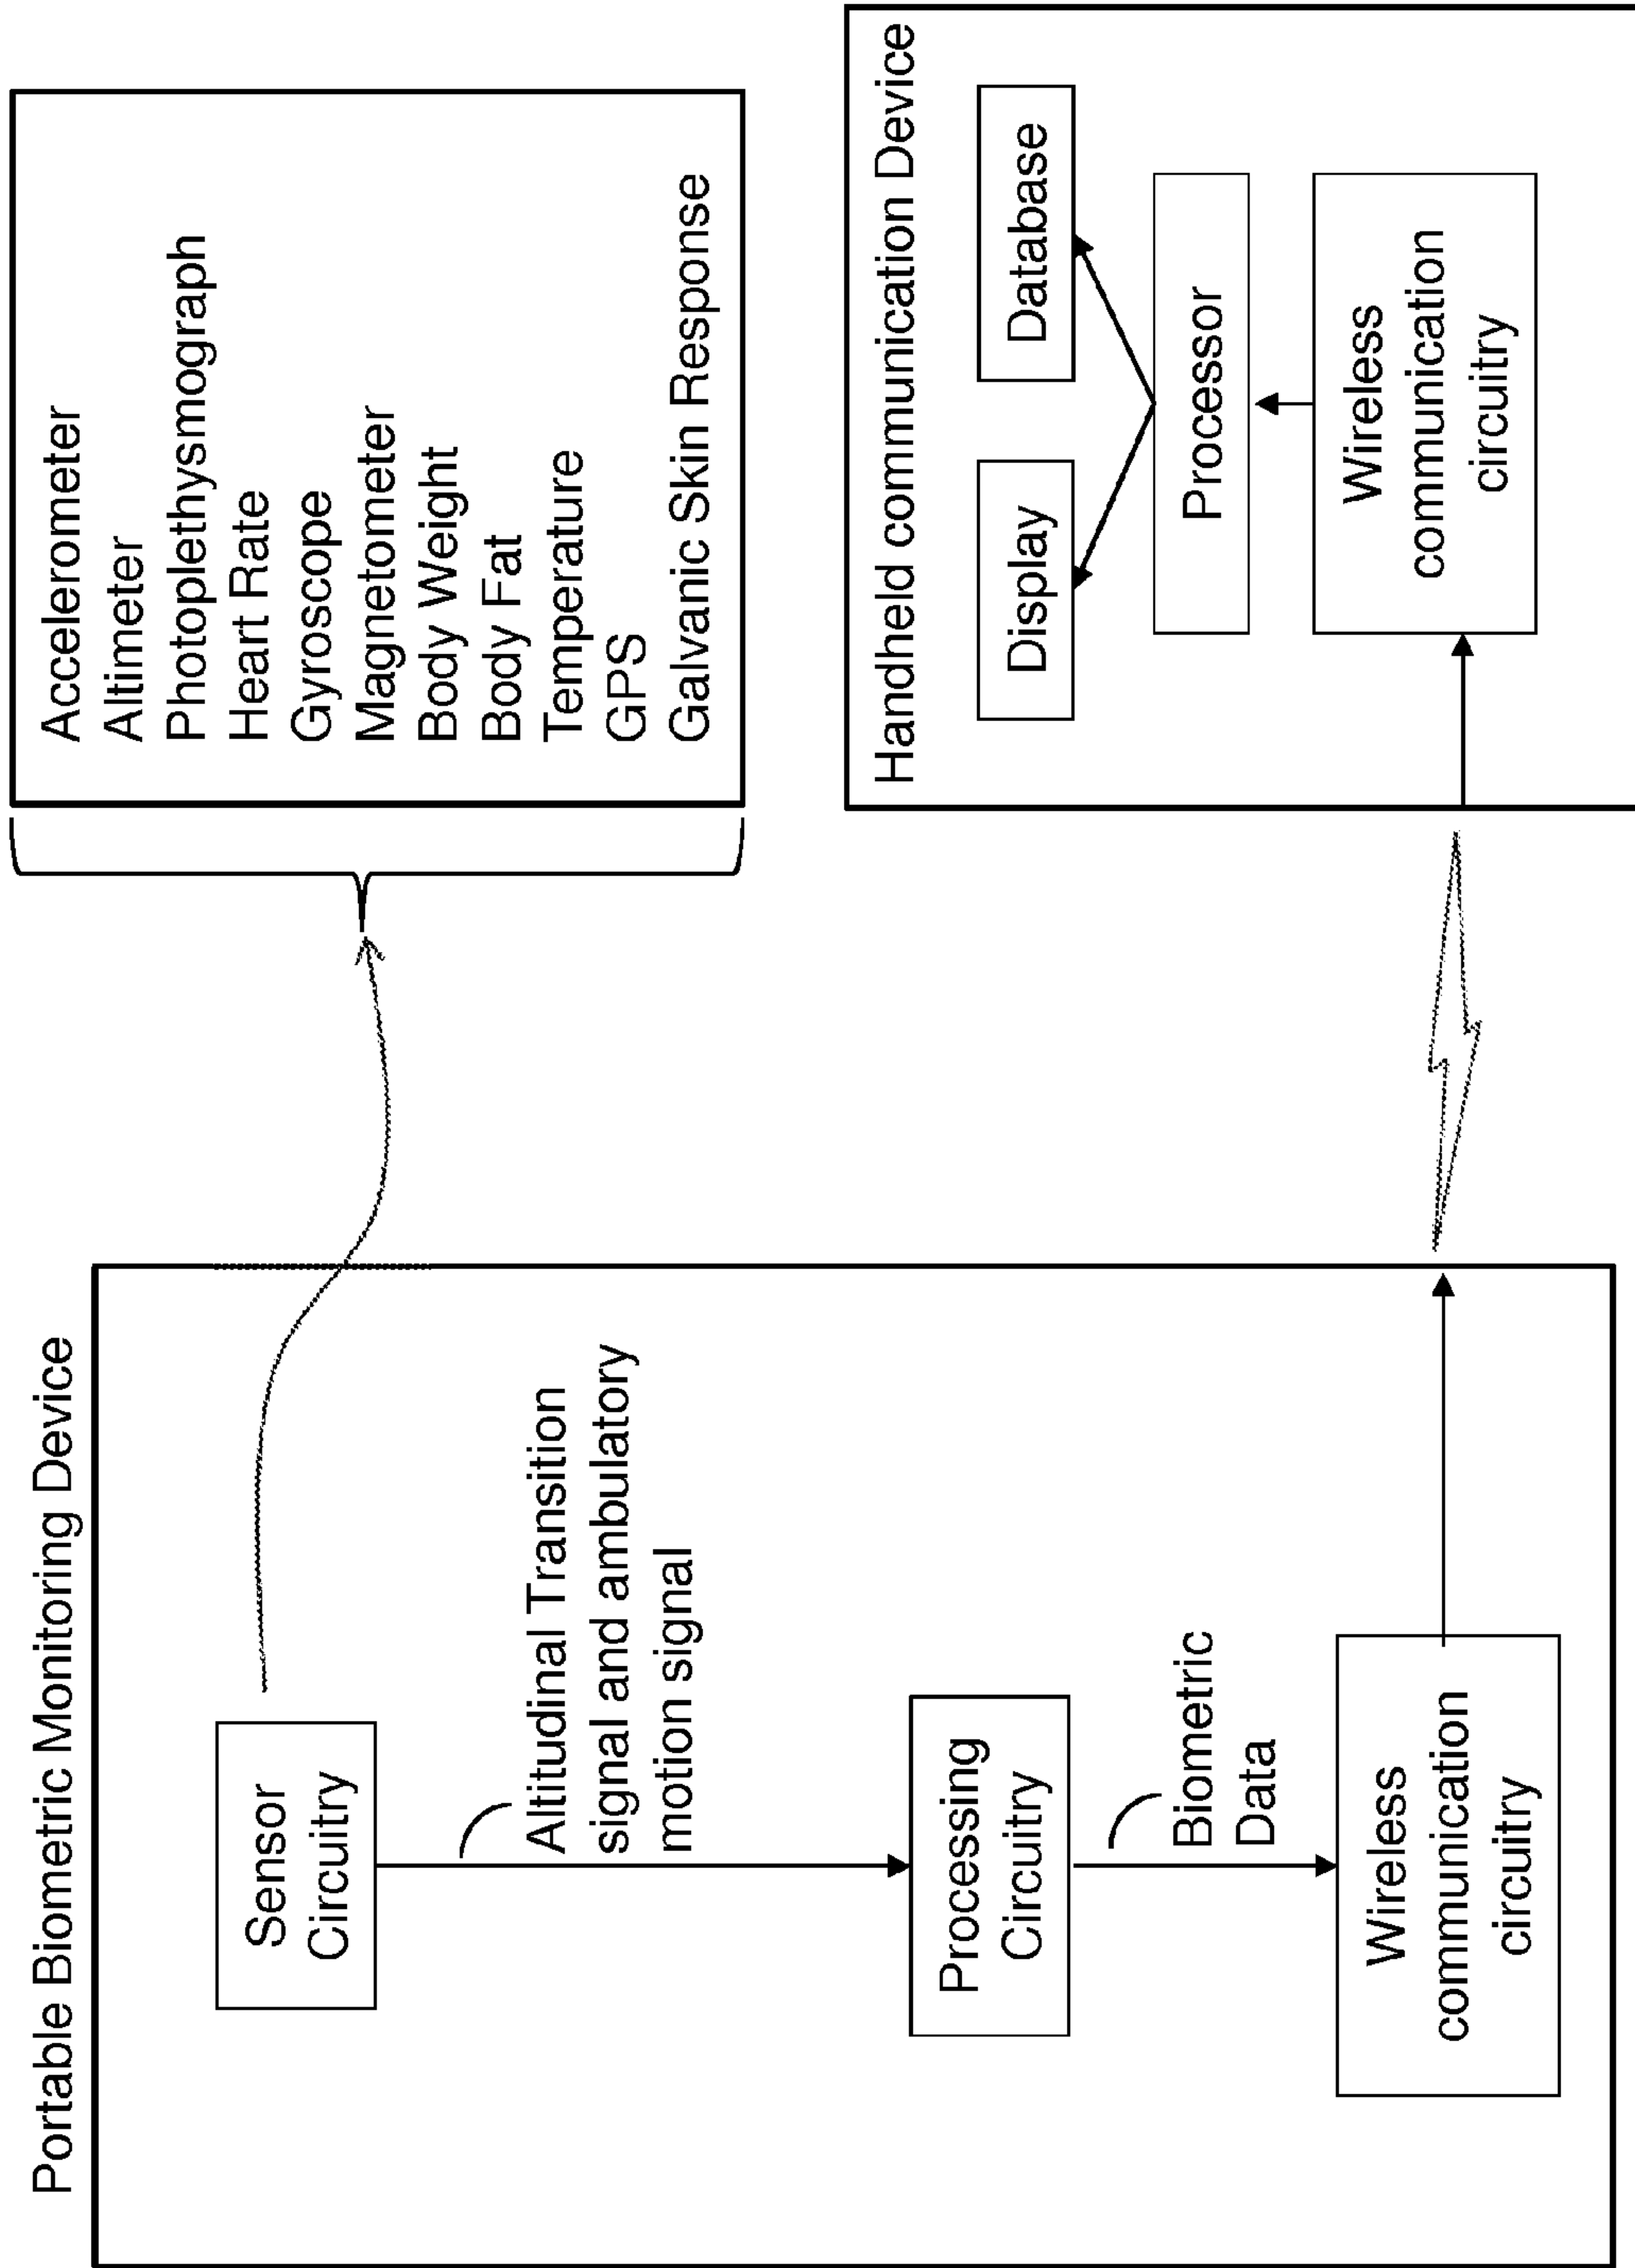 Portable Biometric Monitoring Device
Sensor
Circuitry
Altitudinal Transition
signal and ambulatory
motion signal
Processing
Circuitry
Biometric
Data
Wireless
communication
circuitry
Accelerometer
Altimeter
Photoplethysmograph
Heart Rate
Gyroscope
Magnetometer
Body Weight
Body Fat
Temperature
GPS
Galvanic Skin Response
Handheld communication Device
Display
Database
Processor
Wireless
communication
circuitry